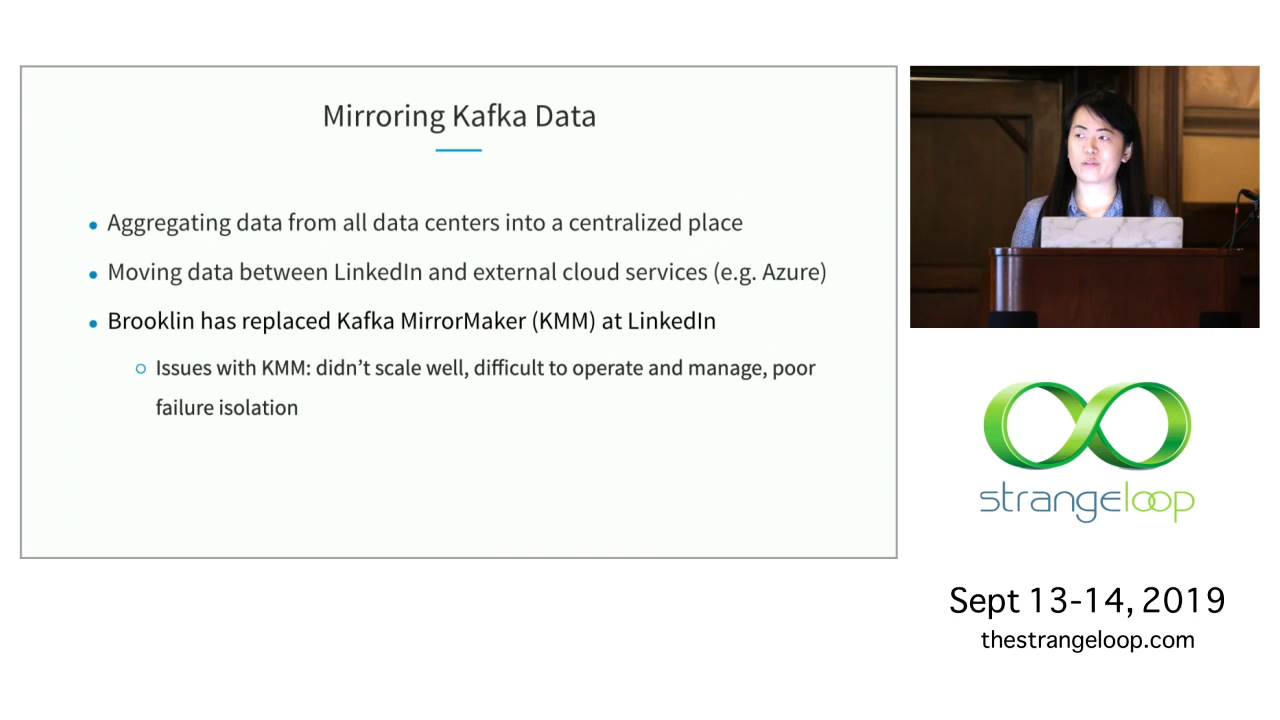 Mirroring Kafka Data
Aggregating data from all data centers into a centralized place
Moving data between LinkedIn and external cloud services (e.g. Azure)
Brooklin has replaced Kafka MirrorMaker (KMM) at LinkedIn
Issues with KMM: didn’t scale well, difficult to operate and manage, poor
failure isolation
strangeloop
Sept 13-14, 2019
thestrangeloop.com